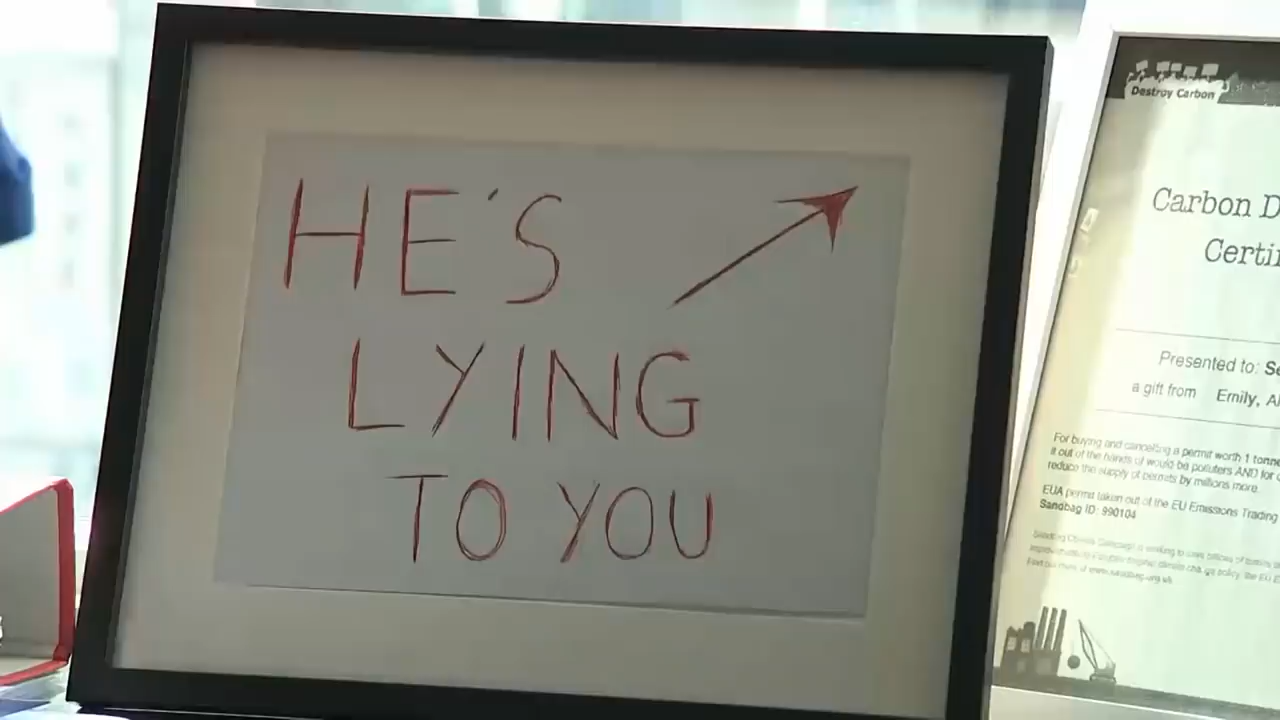 HE'S
LYING
TO YOU
Destroy Carbon
Carbon D
Certi
Presented to: Se
a gift from Emily, Al
For buying and cancelling a permit worth 1 tonne
it out of the hands of would be polluters AND for
reduce the supply of permits by millions more.
EUA permit taken out of the EU Emissions Trading
Sandbag ID: 990104